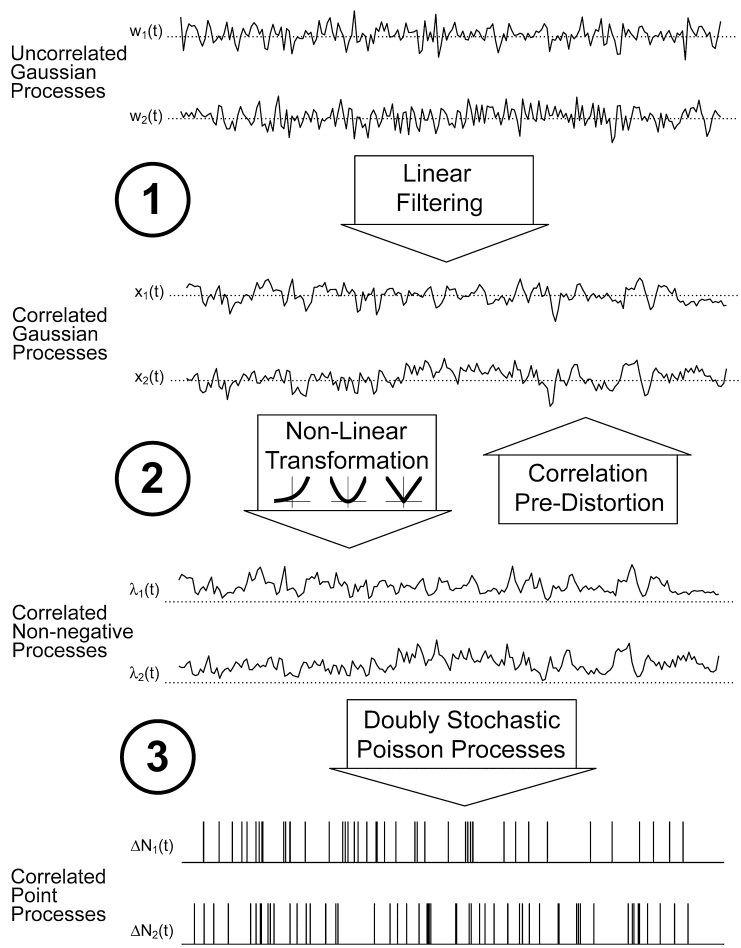 w₁(t)
Uncorrelated
Gaussian
Processes
w₂(t)
1
Linear
Filtering
x₁(t)
Correlated
Gaussian
Processes
x₂(t)
2
Non-Linear
Transformation
Correlation
Pre-Distortion
λ₁(t)
Correlated
Non-negative
Processes
λ₂(t)
3
Doubly Stochastic
Poisson Processes
ΔN₁(t)
Correlated
Point
Processes
ΔN₂(t)